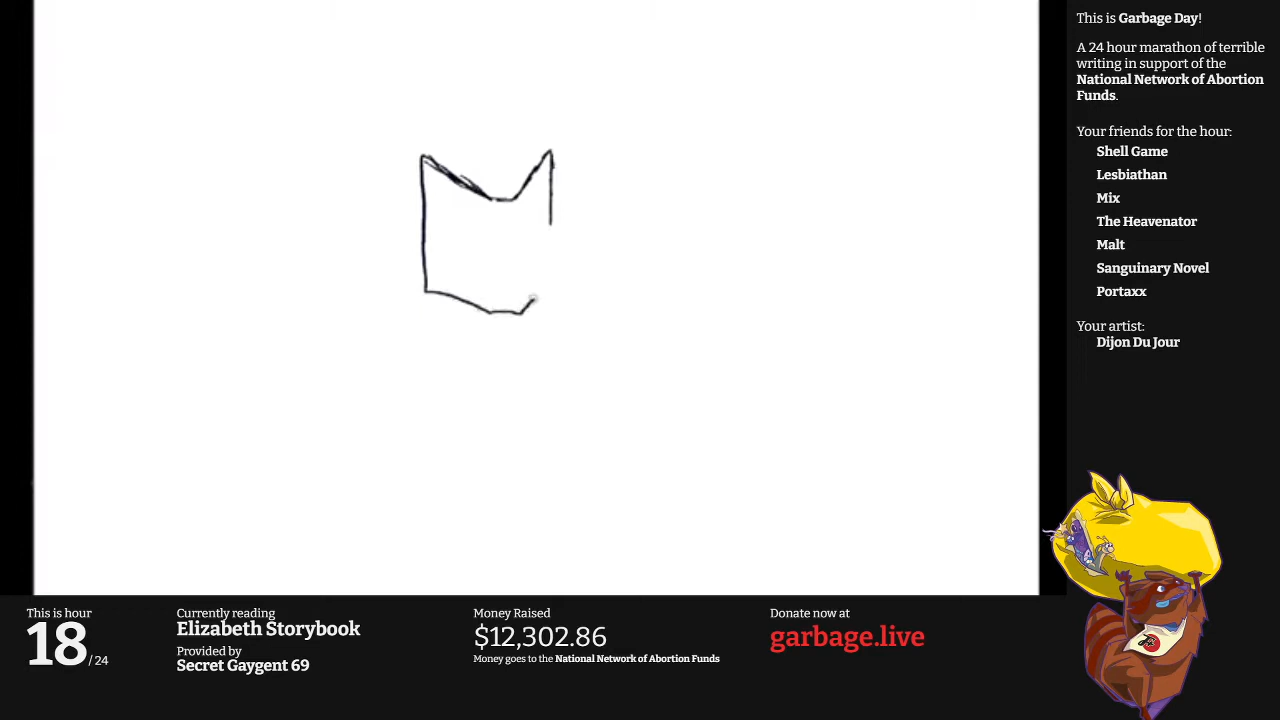 This is Garbage Day!
A 24 hour marathon of terrible
writing in support of the
National Network of Abortion
Funds.
Your friends for the hour:
Shell Game
Lesbiathan
Mix
The Heavenator
Malt
Sanguinary Novel
Portaxx
Your artist:
Dijon Du Jour
This is hour
18/24
Currently reading
Elizabeth Storybook
Provided by
Secret Gaygent 69
Money Raised
$12,302.86
Money goes to the National Network of Abortion Funds
Donate now at
garbage.live